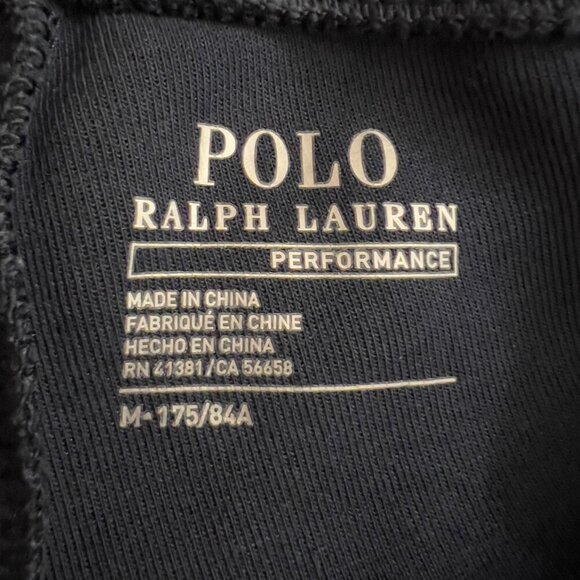 POLO
RALPH LAUREN
PERFORMANCE
MADE IN CHINA
FABRIQUÉ EN CHINE
HECHO EN CHINA
RN 41381/CA 56658
M-175/84A